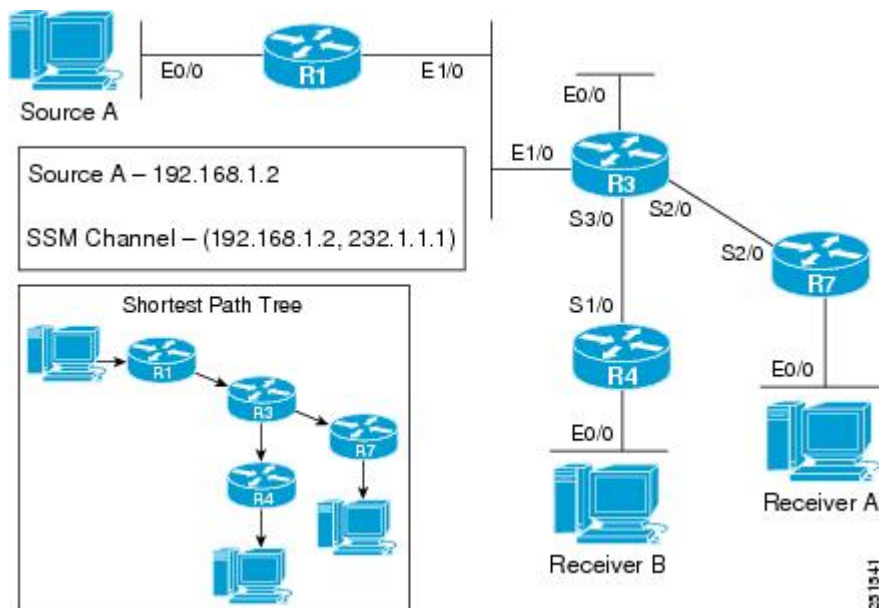 E0/0
R1
E1/0
Source A
Source A – 192.168.1.2
SSM Channel – (192.168.1.2, 232.1.1.1)
E0/0
E1/0
R3
S3/0
S2/0
S2/0
R7
S1/0
R4
E0/0
E0/0
Receiver B
Receiver A
Shortest Path Tree
R1
R3
R7
R4